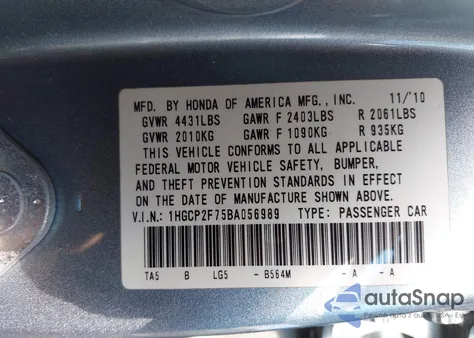 MFD. BY HONDA OF AMERICA MFG., INC. 11/'10
GVWR 4431LBS GAWR F 2403LBS R 2061LBS
GVWR 2010KG GAWR F 1090KG R 935KG
THIS VEHICLE CONFORMS TO ALL APPLICABLE
FEDERAL MOTOR VEHICLE SAFETY, BUMPER,
AND THEFT PREVENTION STANDARDS IN EFFECT
ON THE DATE OF MANUFACTURE SHOWN ABOVE.
V.I.N.: 1HGCP2F75BA056989 TYPE: PASSENGER CAR
TA5 B LG5 - B564M - A - A
autoSnap